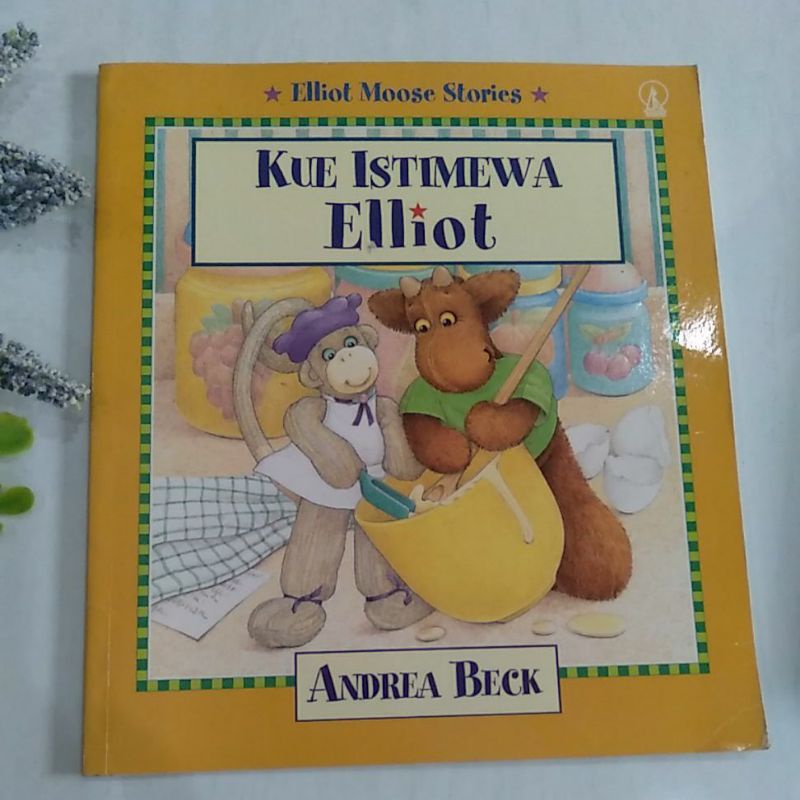 Elliot Moose Stories
KUE ISTIMEWA
Elliot
ANDREA BECK